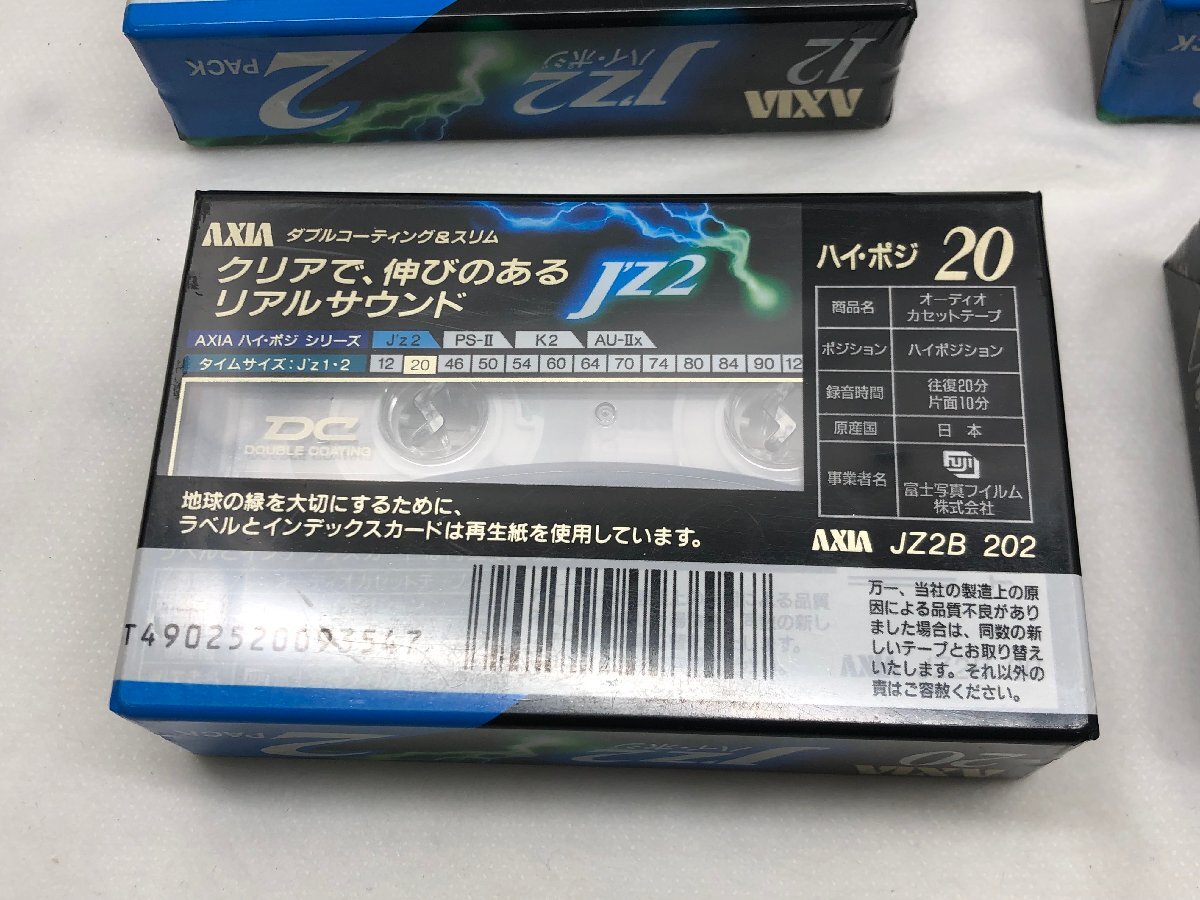 2 PACK
J'Z2
ハイ・ポジ
12
AXIA
AXIA ダブルコーティング&スリム
クリアで、伸びのある
リアルサウンド
J'Z2
AXIA ハイ・ポジ シリーズ J'z2 PS-II K2 AU-IIx
タイムサイズ:J'z1・2 12 20 46 50 54 60 64 70 74 80 84 90 12
DC
DOUBLE COATING
地球の緑を大切にするために、
ラベルとインデックスカードは再生紙を使用しています。
ハイ・ポジ 20
商品名 オーディオ
カセットテープ
ポジション ハイポジション
録音時間 往復20分
片面10分
原産国 日本
事業者名 FUJI
富士写真フイルム
株式会社
AXIA JZ2B 202
T4902520093547
万一、当社の製造上の原
因による品質不良があり
ました場合は、同数の新
しいテープとお取り替え
いたします。それ以外の
責はご容赦ください。
2 PACK
J'Z2
ハイ・ポジ
20
AXIA